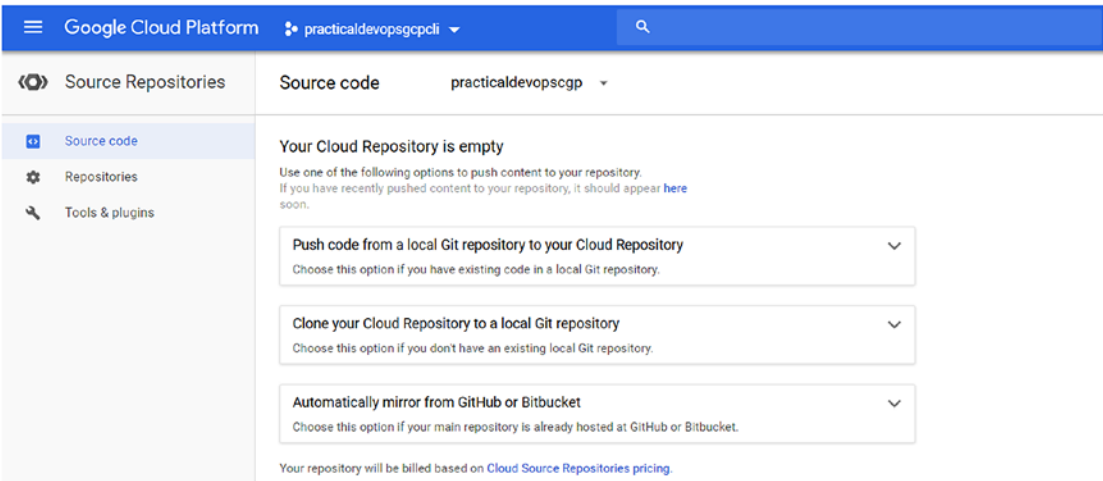 Google Cloud Platform practicaldevopsgcpcli
Source Repositories
Source code practicaldevopscgp
Source code
Repositories
Tools & plugins
Your Cloud Repository is empty
Use one of the following options to push content to your repository.
If you have recently pushed content to your repository, it should appear here
soon.
Push code from a local Git repository to your Cloud Repository
Choose this option if you have existing code in a local Git repository.
Clone your Cloud Repository to a local Git repository
Choose this option if you don't have an existing local Git repository.
Automatically mirror from GitHub or Bitbucket
Choose this option if your main repository is already hosted at GitHub or Bitbucket.
Your repository will be billed based on Cloud Source Repositories pricing.